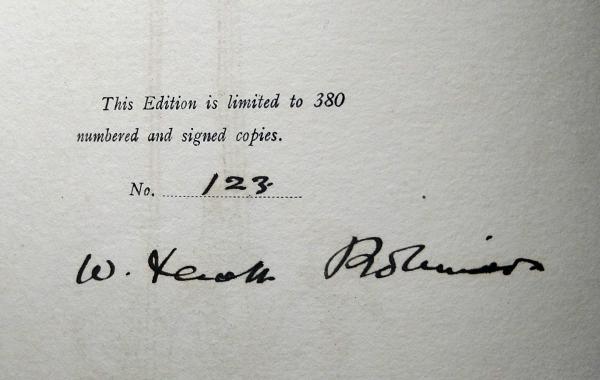 This Edition is limited to 380
numbered and signed copies.
No. 123
W. Heath Robinson